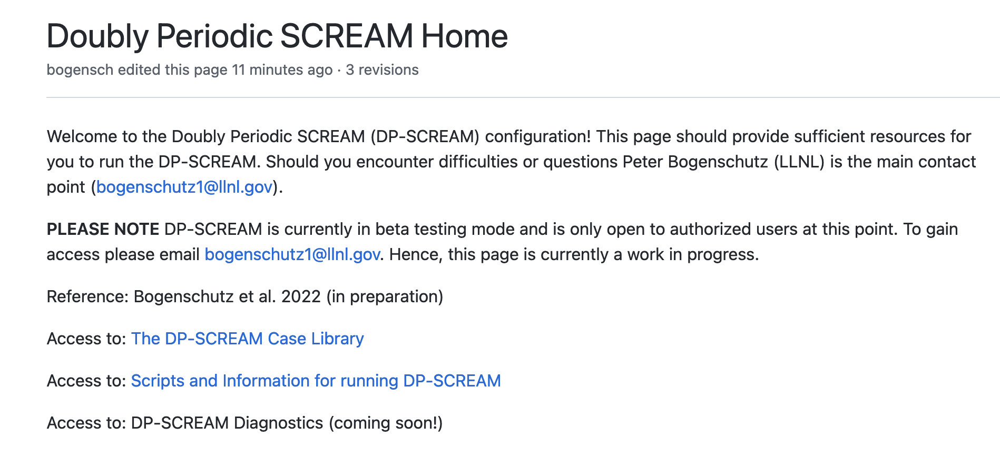 Doubly Periodic SCREAM Home
bogensch edited this page 11 minutes ago · 3 revisions
Welcome to the Doubly Periodic SCREAM (DP-SCREAM) configuration! This page should provide sufficient resources for
you to run the DP-SCREAM. Should you encounter difficulties or questions Peter Bogenschutz (LLNL) is the main contact
point (bogenschutz1@llnl.gov).
PLEASE NOTE DP-SCREAM is currently in beta testing mode and is only open to authorized users at this point. To gain
access please email bogenschutz1@llnl.gov. Hence, this page is currently a work in progress.
Reference: Bogenschutz et al. 2022 (in preparation)
Access to: The DP-SCREAM Case Library
Access to: Scripts and Information for running DP-SCREAM
Access to: DP-SCREAM Diagnostics (coming soon!)